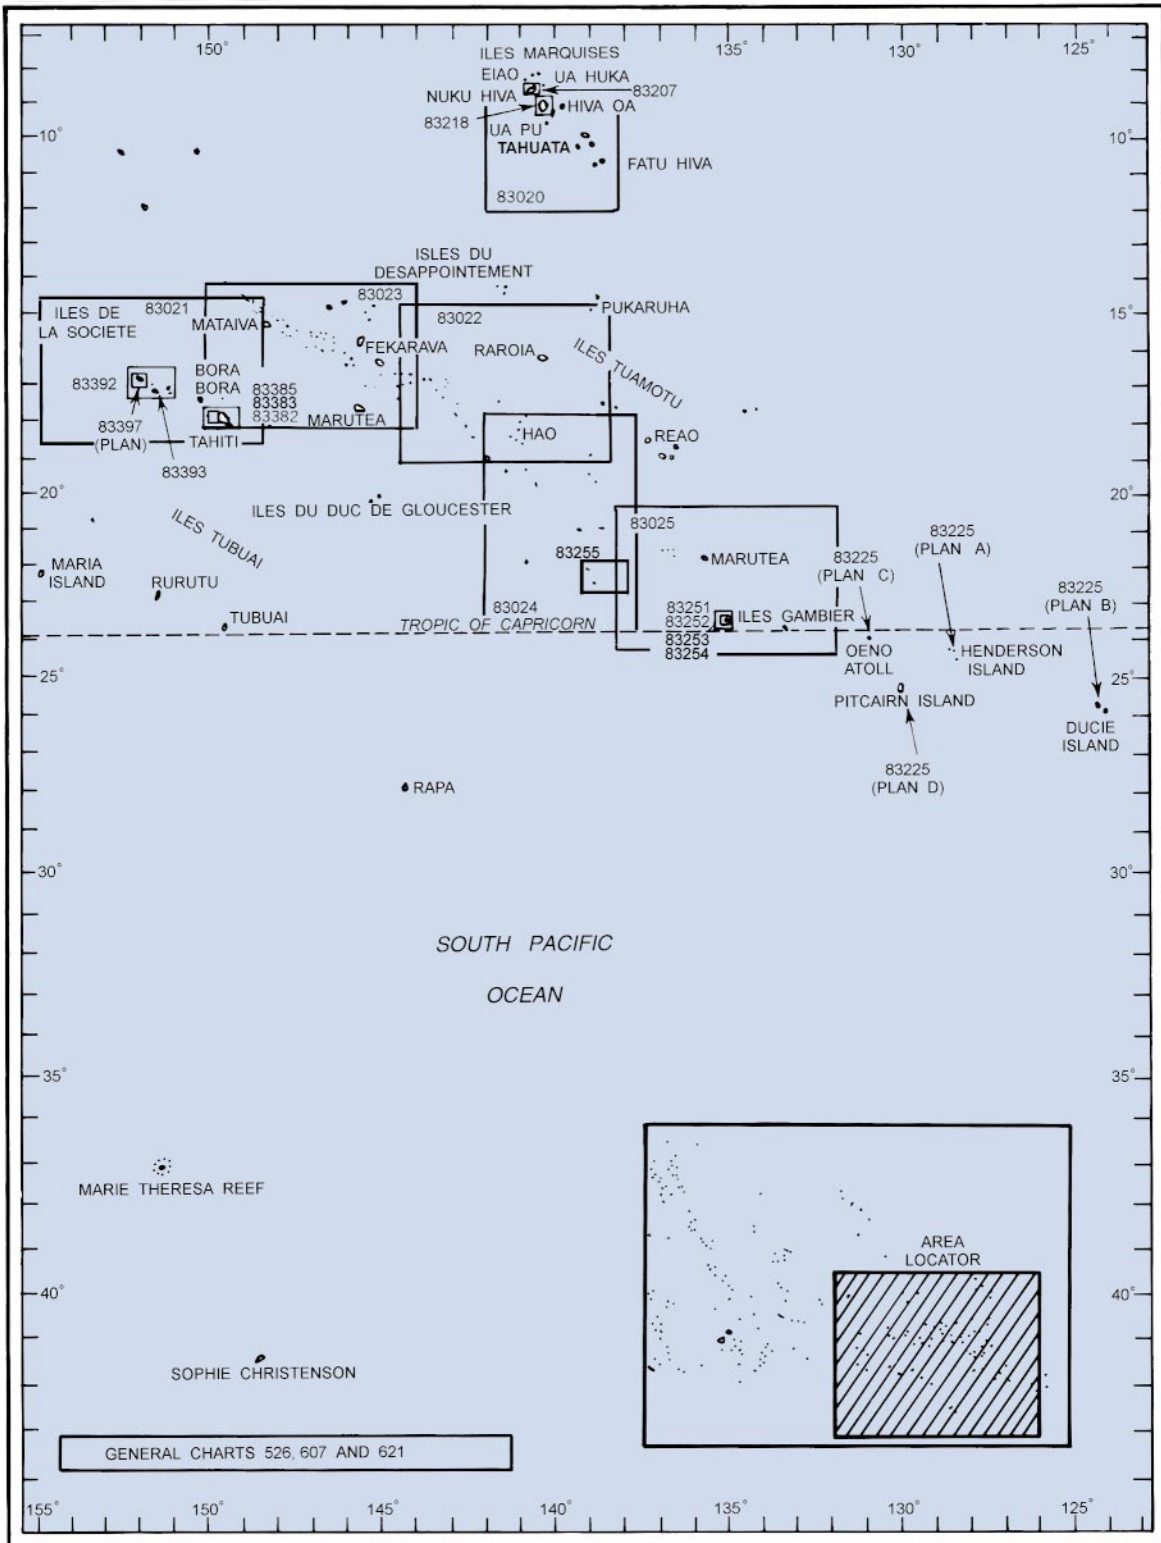 150°
135°
130°
125°
ILES MARQUISES
EIAO
UA HUKA
83207
NUKU HIVA
HIVA OA
83218
UA PU
TAHUATA
10°
10°
FATU HIVA
83020
ISLES DU
DESAPPOINTEMENT
83021
83023
83022
PUKARUHA
15°
ILES DE
LA SOCIETE
MATAIVA
FEKARAVA
RAROIA
ILES TUAMOTU
83392
BORA
BORA
83385
83383
83382
MARUTEA
83397
(PLAN)
TAHITI
83393
HAO
REAO
20°
20°
ILES DU DUC DE GLOUCESTER
ILES TUBUAI
83025
83255
MARUTEA
83225
(PLAN C)
83225
(PLAN A)
83225
(PLAN B)
MARIA
ISLAND
RURUTU
TUBUAI
83024
83251
83252
ILES GAMBIER
TROPIC OF CAPRICORN
83253
83254
OENO
ATOLL
HENDERSON
ISLAND
25°
25°
PITCAIRN ISLAND
DUCIE
ISLAND
83225
(PLAN D)
RAPA
30°
30°
SOUTH PACIFIC
OCEAN
35°
35°
MARIE THERESA REEF
AREA
LOCATOR
40°
40°
SOPHIE CHRISTENSON
GENERAL CHARTS 526, 607 AND 621
155°
150°
145°
140°
135°
130°
125°
15°